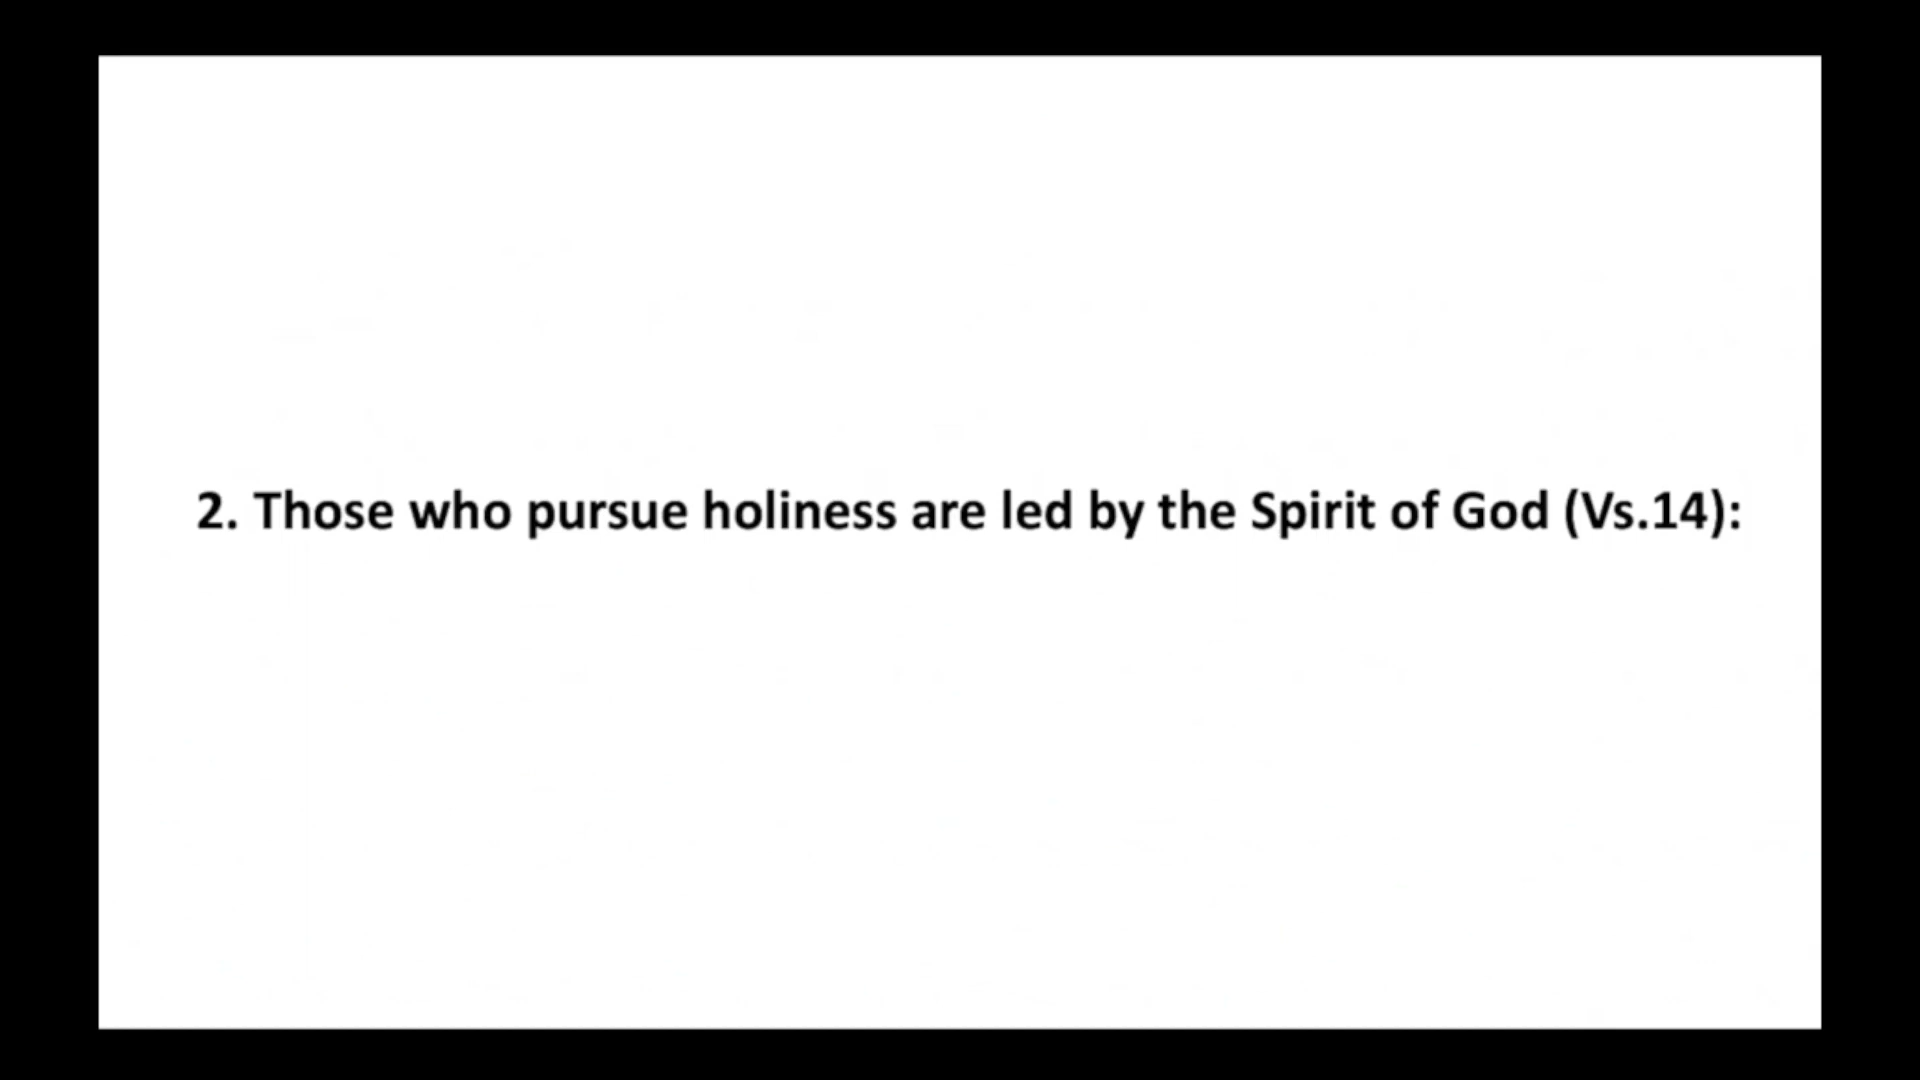 2. Those who pursue holiness are led by the Spirit of God (Vs.14):